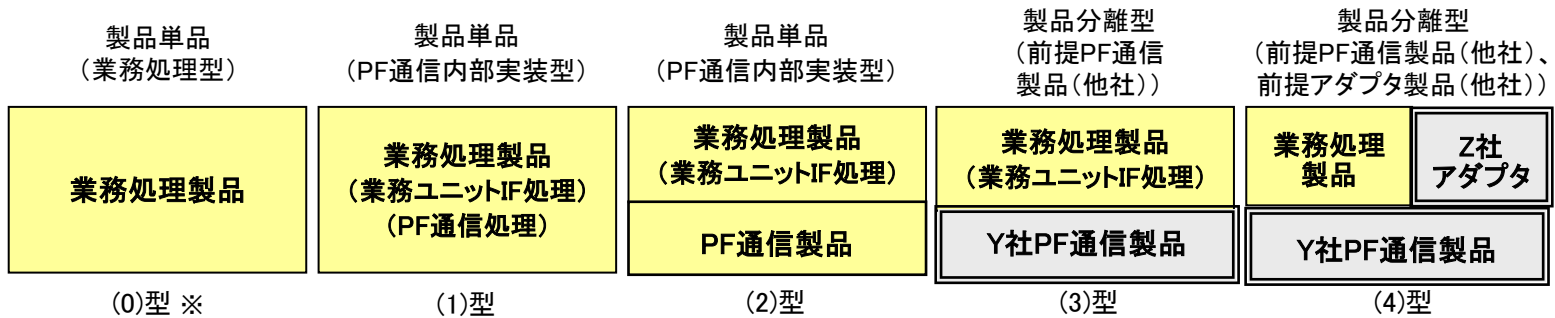 製品単品
（業務処理型）
製品単品
（PF通信内部実装型）
製品単品
（PF通信内部実装型）
製品分離型
（前提PF通信
製品（他社））
製品分離型
（前提PF通信製品（他社）、
前提アダプタ製品（他社））
業務処理製品
業務処理製品
（業務ユニットIF処理）
（PF通信処理）
業務処理製品
（業務ユニットIF処理）
PF通信製品
業務処理製品
（業務ユニットIF処理）
Y社PF通信製品
業務処理
製品
Z社
アダプタ
Y社PF通信製品
(0)型 ※
(1)型
(2)型
(3)型
(4)型